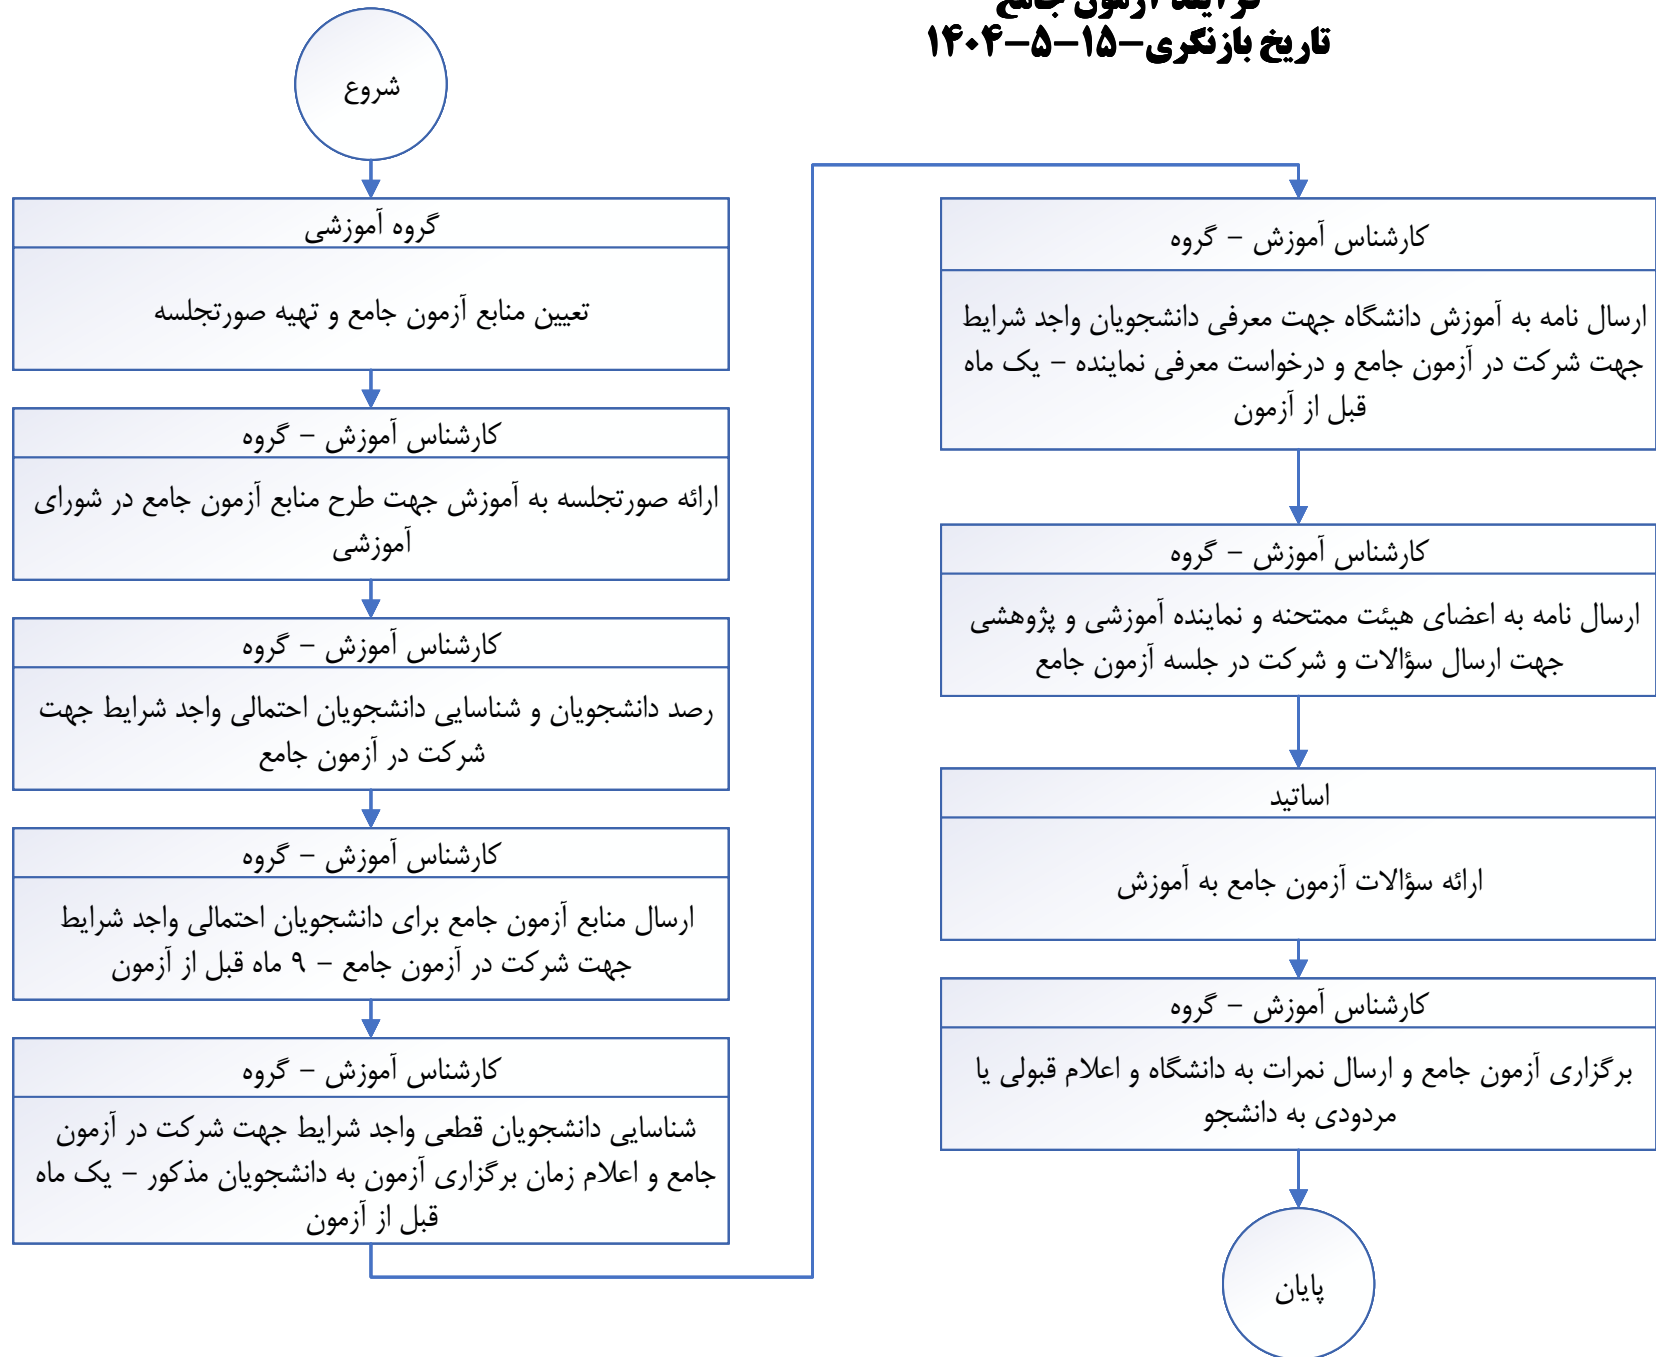 فرآیند آزمون جامع
تاریخ بازنگری-۱۵-۵-۱۴۰۴
شروع
گروه آموزشی
تعیین منابع آزمون جامع و تهیه صورتجلسه
کارشناس آموزش – گروه
ارائه صورتجلسه به آموزش جهت طرح منابع آزمون جامع در شورای
آموزشی
کارشناس آموزش – گروه
رصد دانشجویان و شناسایی دانشجویان احتمالی واجد شرایط جهت
شرکت در آزمون جامع
کارشناس آموزش – گروه
ارسال منابع آزمون جامع برای دانشجویان احتمالی واجد شرایط
جهت شرکت در آزمون جامع – ۹ ماه قبل از آزمون
کارشناس آموزش – گروه
شناسایی دانشجویان قطعی واجد شرایط جهت شرکت در آزمون
جامع و اعلام زمان برگزاری آزمون به دانشجویان مذکور – یک ماه
قبل از آزمون
کارشناس آموزش – گروه
ارسال نامه به آموزش دانشگاه جهت معرفی دانشجویان واجد شرایط
جهت شرکت در آزمون جامع و درخواست معرفی نماینده – یک ماه
قبل از آزمون
کارشناس آموزش – گروه
ارسال نامه به اعضای هیئت ممتحنه و نماینده آموزشی و پژوهشی
جهت ارسال سؤالات و شرکت در جلسه آزمون جامع
اساتید
ارائه سؤالات آزمون جامع به آموزش
کارشناس آموزش – گروه
برگزاری آزمون جامع و ارسال نمرات به دانشگاه و اعلام قبولی یا
مردودی به دانشجو
پایان